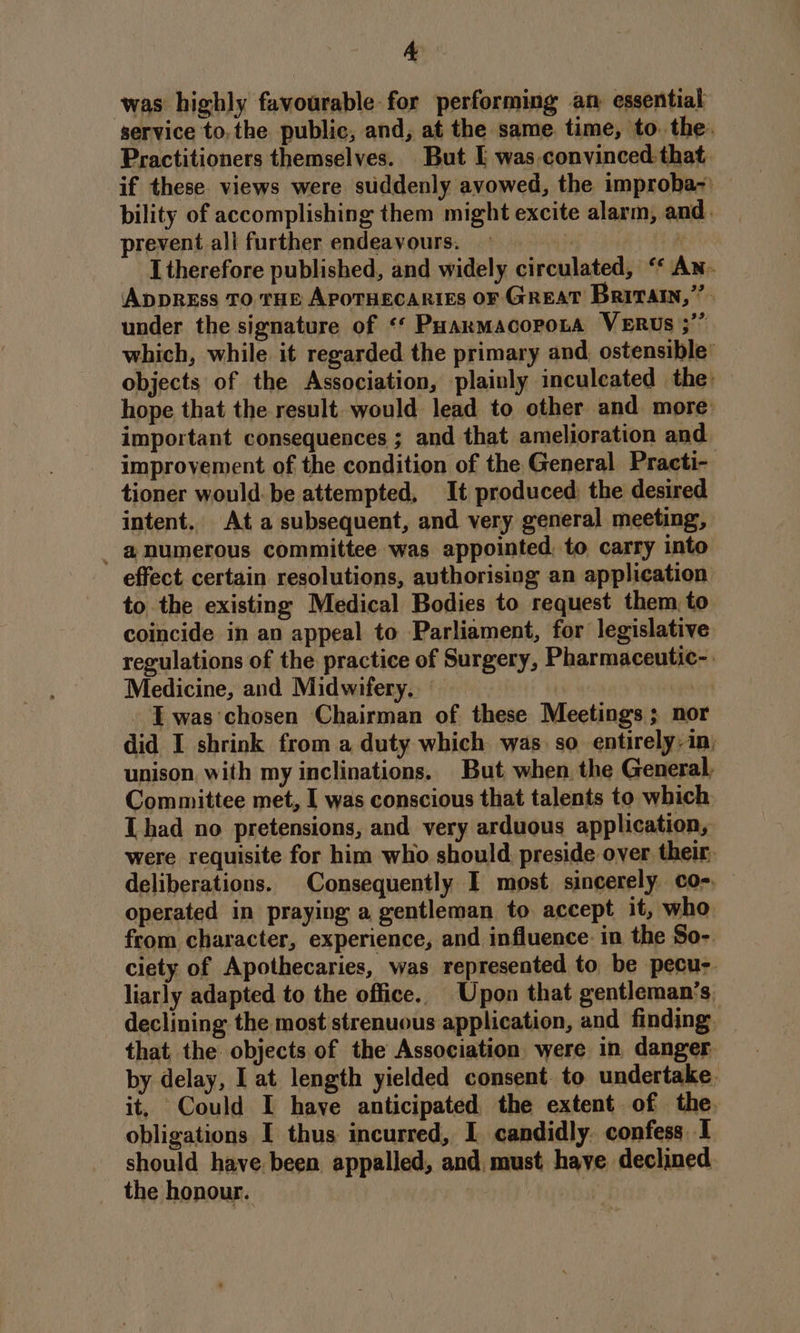 4
was highly favourable for performing an essential
service to the public, and, at the same time, to the
Practitioners themselves. But I was convinced that
if these views were suddenly avowed, the improba-
bility of accomplishing them might excite alarm, and
prevent all further endeavours.
I therefore published, and widely circulated, “ An
Address to the Apothecaries of Great Britain,”
under the signature of “ Pharmacopola Verus ;”
which, while it regarded the primary and ostensible
objects of the Association, plainly inculcated the
hope that the result would lead to other and more
important consequences ; and that amelioration and
improvement of the condition of the General Practi-
tioner would be attempted. It produced the desired
intent. At a subsequent, and very general meeting,
a numerous committee was appointed to carry into
effect certain resolutions, authorising an application
to the existing Medical Bodies to request them to
coincide in an appeal to Parliament, for legislative
regulations of the practice of Surgery, Pharmaceutic-
Medicine, and Midwifery.
I was chosen Chairman of these Meetings ; nor
did I shrink from a duty which was so entirely in
unison with my inclinations. But when the General
Committee met, I was conscious that talents to which
I had no pretensions, and very arduous application,
were requisite for him who should preside over their
deliberations. Consequently I most sincerely co-
operated in praying a gentleman to accept it, who
from character, experience, and influence in the So-
ciety of Apothecaries, was represented to be pecu-
liarly adapted to the office. Upon that gentleman’s
declining the most strenuous application, and finding
that the objects of the Association were in danger
by delay, I at length yielded consent to undertake
it. Could I have anticipated the extent of the
obligations I thus incurred, I candidly confess I
should have been appalled, and must have declined
the honour.